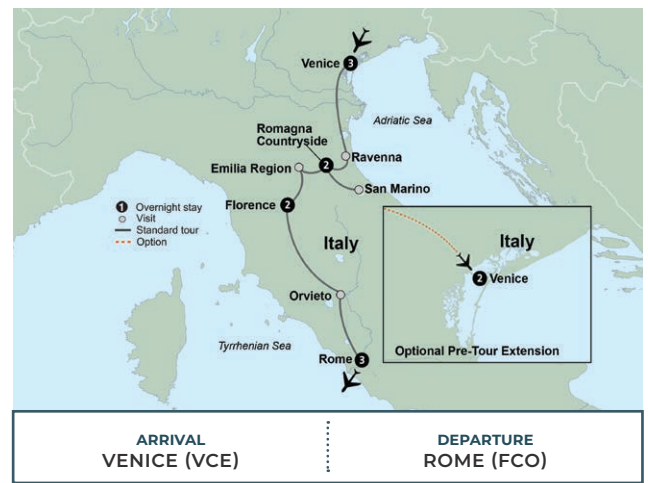 Venice 3
Adriatic Sea
Romagna
Countryside
2
Ravenna
Emilia Region
San Marino
1 Overnight stay
Visit
Standard tour
Option
Florence 2
Italy
Italy
2 Venice
Orvieto
Tyrrhenian Sea
Rome 3
Optional Pre-Tour Extension
ARRIVAL
VENICE (VCE)
DEPARTURE
ROME (FCO)